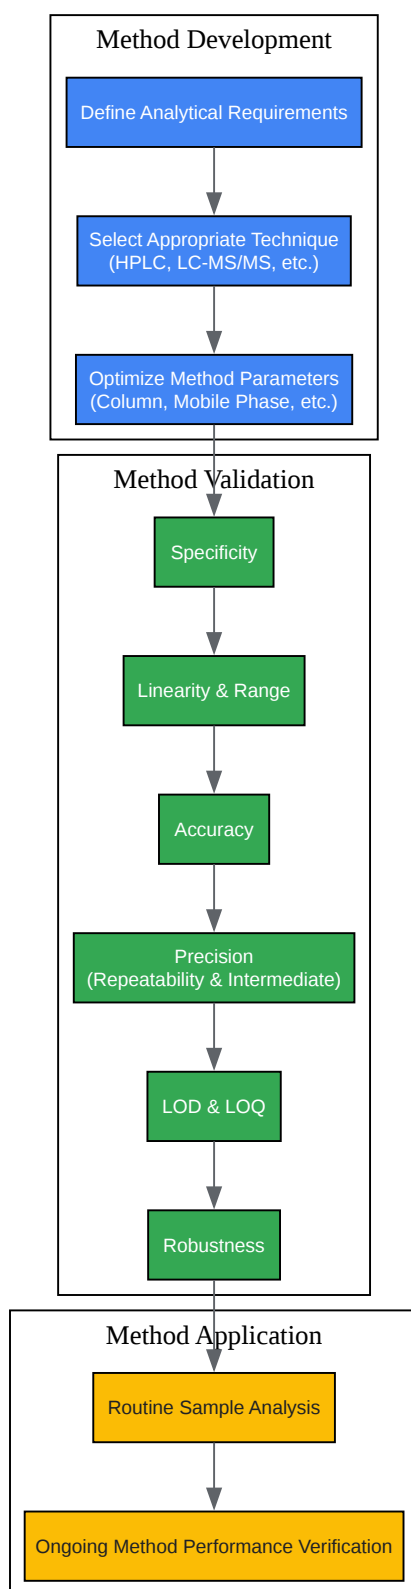 Method Development
Define Analytical Requirements
Select Appropriate Technique
(HPLC, LC-MS/MS, etc.)
Optimize Method Parameters
(Column, Mobile Phase, etc.)
Method Validation
Specificity
Linearity & Range
Accuracy
Precision
(Repeatability & Intermediate)
LOD & LOQ
Robustness
Method Application
Routine Sample Analysis
Ongoing Method Performance Verification